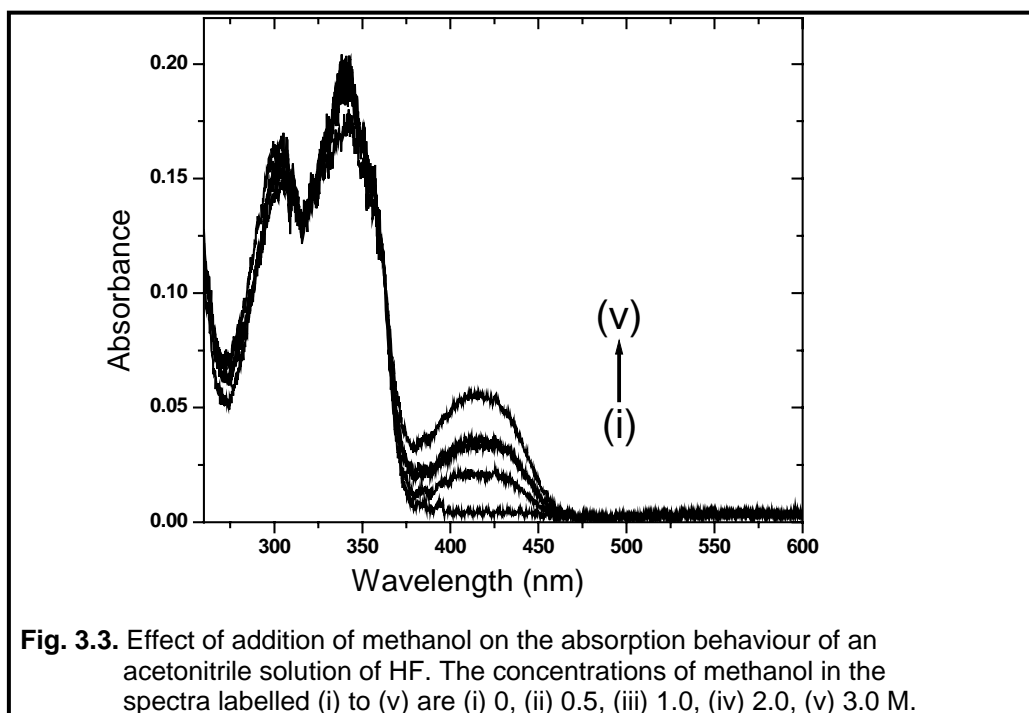 0.20
0.15
0.10
0.05
0.00
Absorbance
(v)
(i)
300 350 400 450 500 550 600
Wavelength (nm)
Fig. 3.3. Effect of addition of methanol on the absorption behaviour of an
acetonitrile solution of HF. The concentrations of methanol in the
spectra labelled (i) to (v) are (i) 0, (ii) 0.5, (iii) 1.0, (iv) 2.0, (v) 3.0 M.